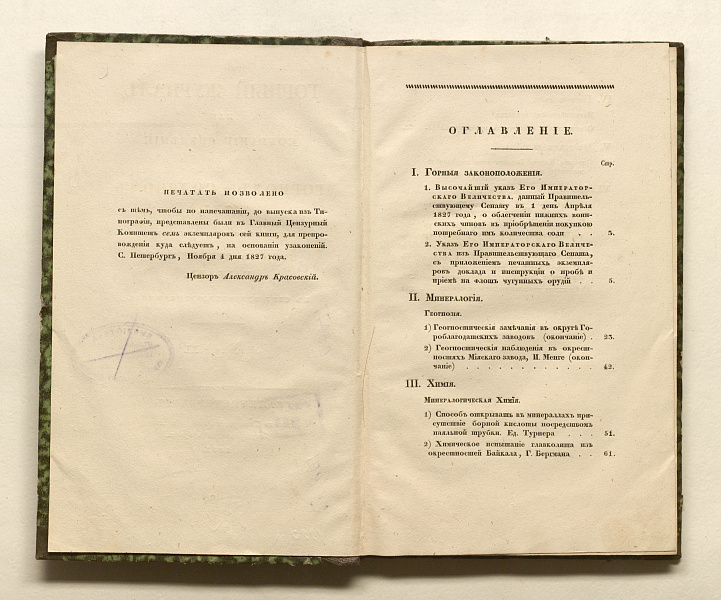 ПЕЧАТАТЬ ПОЗВОЛЕНО
съ тѣмъ, чтобы по напечатаніи, до выпуска изъ Ти-
пографіи, представлены были въ Главный Цензурный
Комитетъ семь экземпляровъ сей книги, для препро-
вожденія куда слѣдуетъ, на основаніи узаконеній.
С. Петербургъ, Ноября 4 дня 1827 года.
Цензоръ Александръ Красовскій.
ОГЛАВЛЕНІЕ.
Стр.
I. Горныя законоположенія.
1. Высочайшій указъ Его Император-
скаго Величества, данный Правитель-
ствующему Сенату въ 1 день Апрѣля
1827 года, о облегченіи нижнихъ воин-
скихъ чиновъ въ пріобрѣтеніи покупкою
потребнаго имъ количества соли . . 3.
2. Указъ Его Императорскаго Величе-
ства изъ Правительствующаго Сената,
съ приложеніемъ печатныхъ экземпля-
ровъ доклада и инструкціи о пробѣ и
пріемѣ на флотъ чугунныхъ орудій . . 5.
II. Минералогія.
Геогнозія.
1) Геогностическія замѣчанія въ округѣ Го-
роблагодатскихъ заводовъ (окончаніе) . 23.
2) Геогностическія наблюденія въ окрест-
ностяхъ Міяскаго завода, И. Менге (окон-
чаніе) . . . . . . . . . . . . 42.
III. Химія.
Минералогическая Химія.
1) Способъ открывать въ минераллахъ при-
сутствіе борной кислоты посредствомъ
паяльной трубки. Ед. Турнера . . . 51.
2) Химическое испытаніе главколита изъ
окрестностей Байкала, Г. Бергмана . . 61.